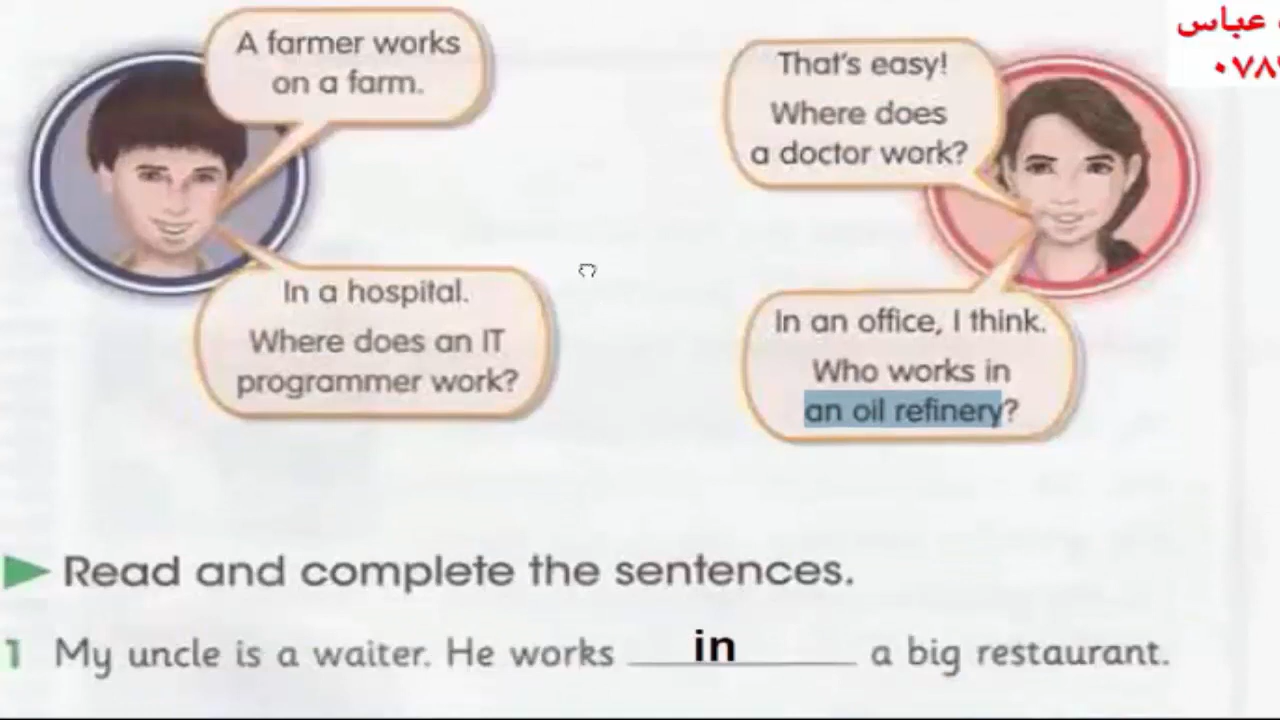 A farmer works
on a farm.
That's easy!
Where does
a doctor work?
In a hospital.
Where does an IT
programmer work?
In an office, I think.
Who works in
an oil refinery?
Read and complete the sentences.
1 My uncle is a waiter. He works in a big restaurant.
عباس